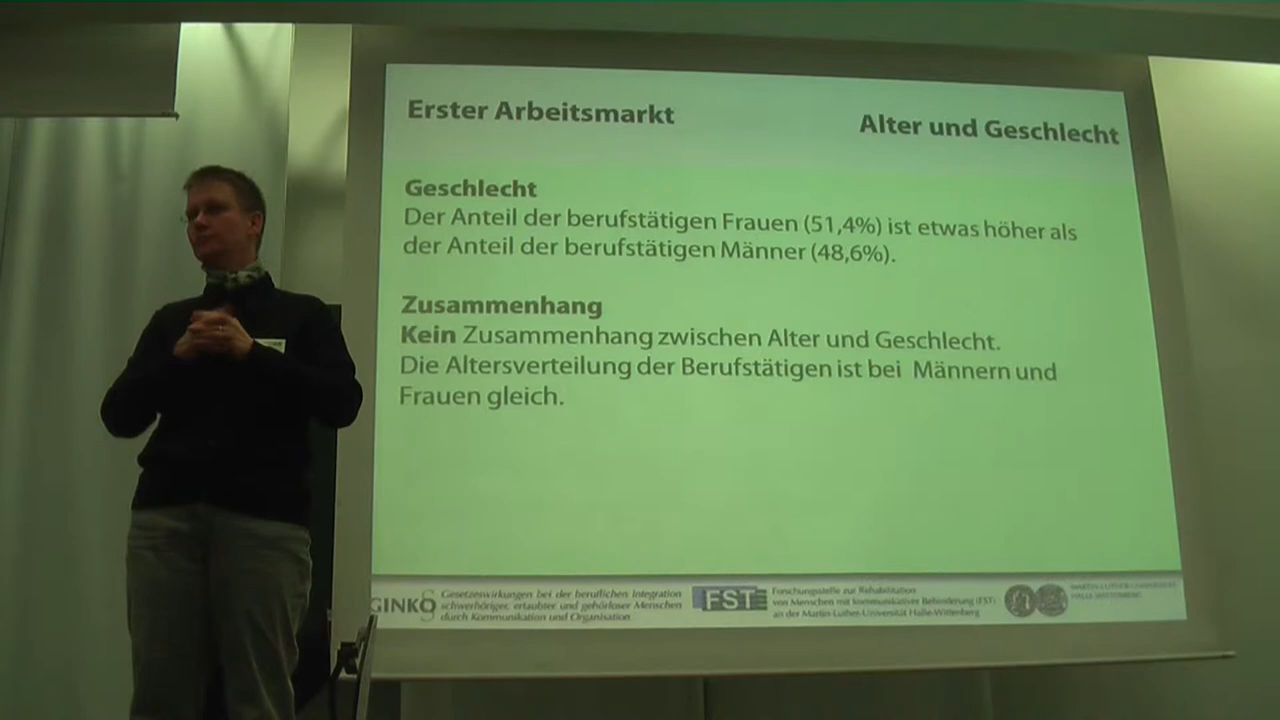 Erster Arbeitsmarkt
Alter und Geschlecht
Geschlecht
Der Anteil der berufstätigen Frauen (51,4%) ist etwas höher als
der Anteil der berufstätigen Männer (48,6%).
Zusammenhang
Kein Zusammenhang zwischen Alter und Geschlecht.
Die Altersverteilung der Berufstätigen ist bei Männern und
Frauen gleich.
GINKO
Gesetzeswirkungen bei der beruflichen Integration
schwerhöriger, ertaubter und gehörloser Menschen
durch Kommunikation und Organisation
FST
Forschungsstelle zur Rehabilitation
von Menschen mit kommunikativer Behinderung (FST)
an der Martin-Luther-Universität Halle-Wittenberg
MARTIN-LUTHER-UNIVERSITÄT
HALLE-WITTENBERG